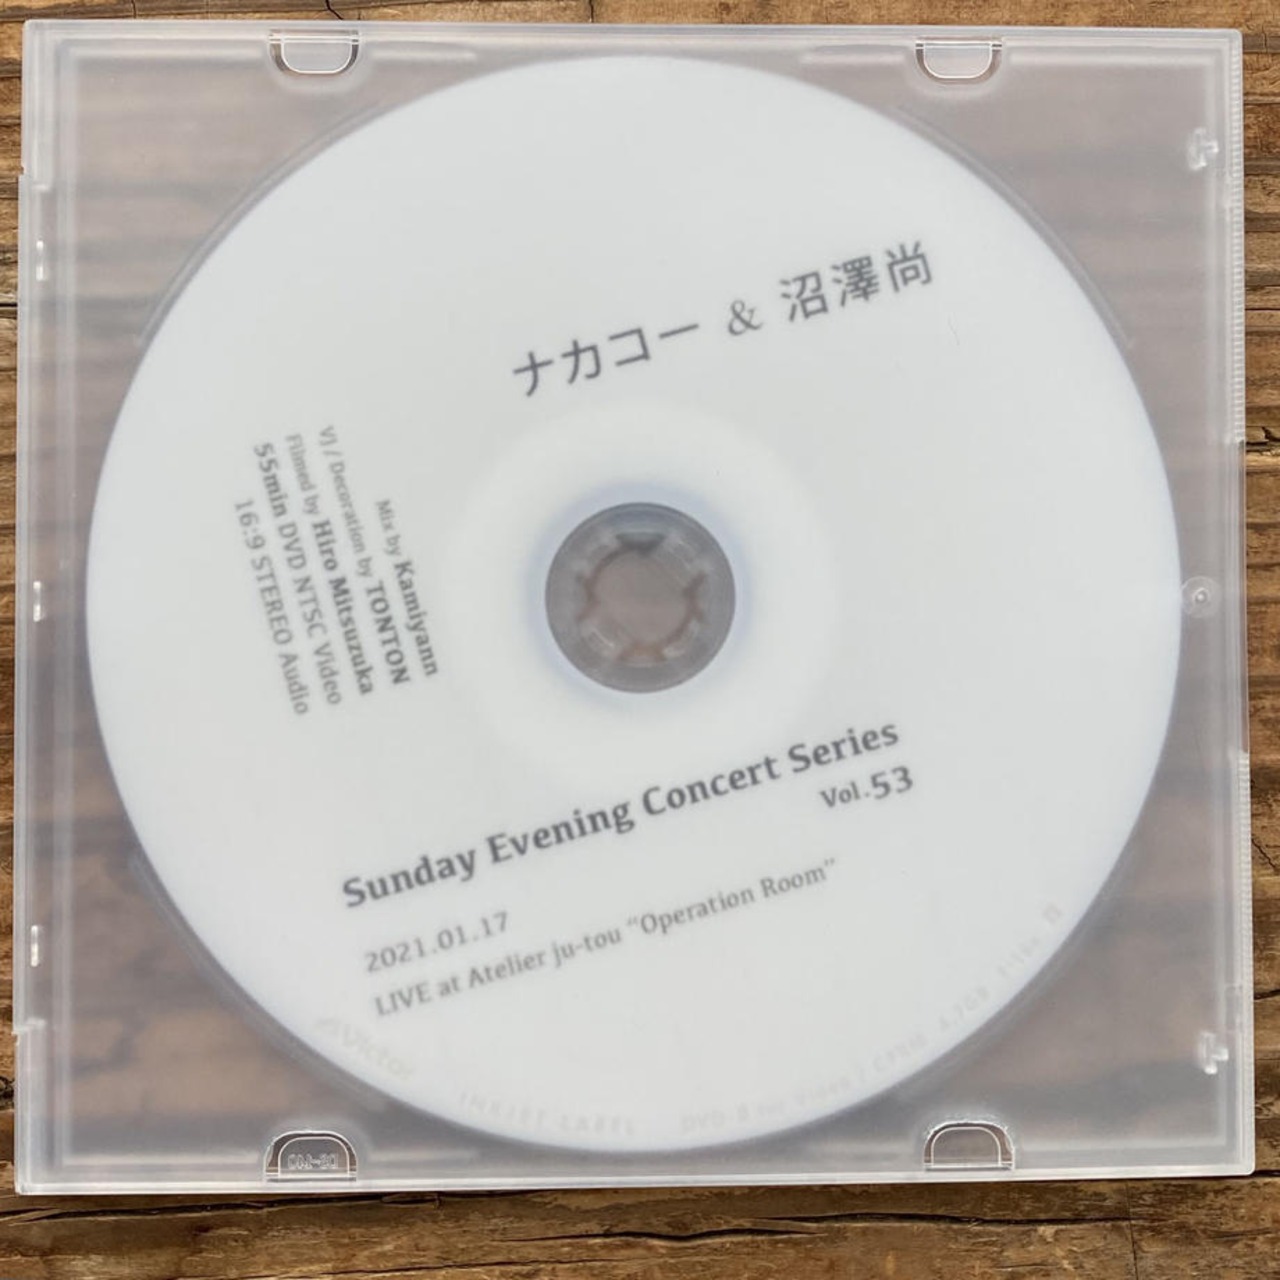 ナカコー & 沼澤尚
Mix by Kamiyann
VJ / Decoration by TONTON
Filmed by Hiro Mitsuzuka
55min DVD NTSC Video
16:9 STEREO Audio
Sunday Evening Concert Series
Vol.53
2021.01.17
LIVE at Atelier ju-tou “Operation Room”
Victor